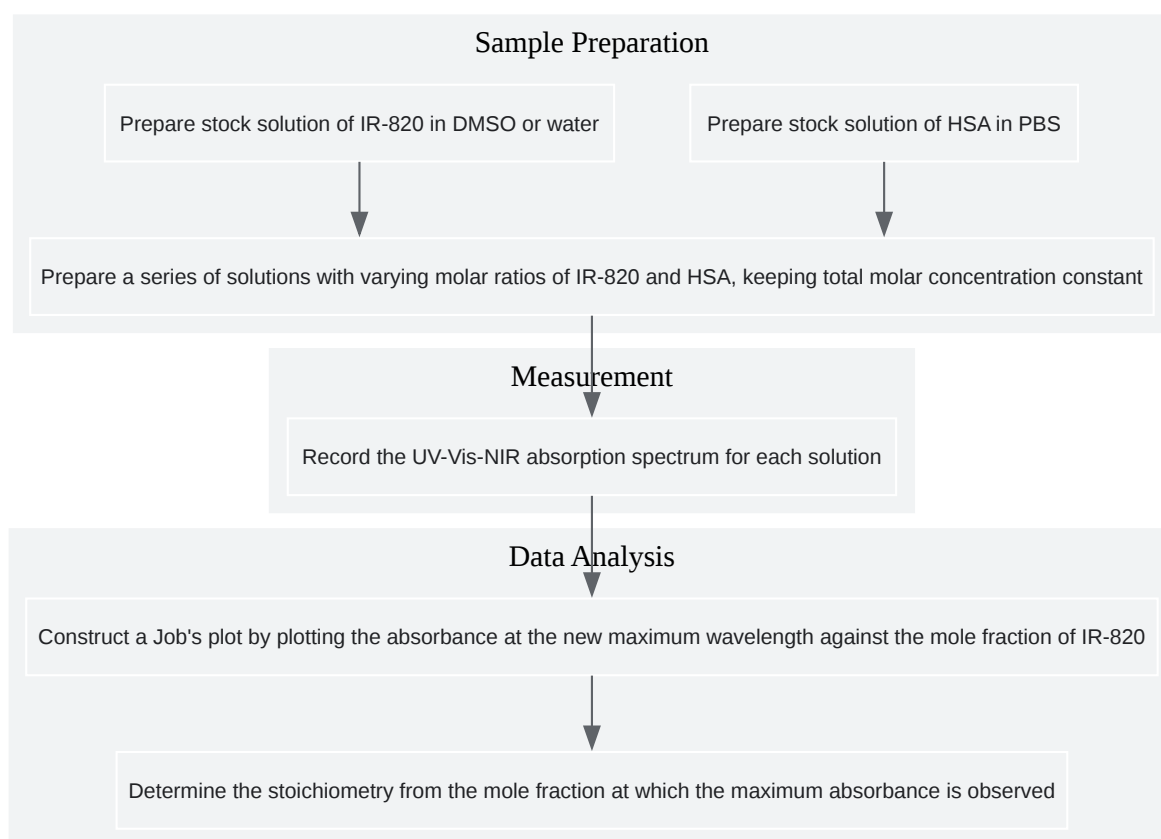 Sample Preparation
Prepare stock solution of IR-820 in DMSO or water
Prepare stock solution of HSA in PBS
Prepare a series of solutions with varying molar ratios of IR-820 and HSA, keeping total molar concentration constant
Measurement
Record the UV-Vis-NIR absorption spectrum for each solution
Data Analysis
Construct a Job's plot by plotting the absorbance at the new maximum wavelength against the mole fraction of IR-820
Determine the stoichiometry from the mole fraction at which the maximum absorbance is observed